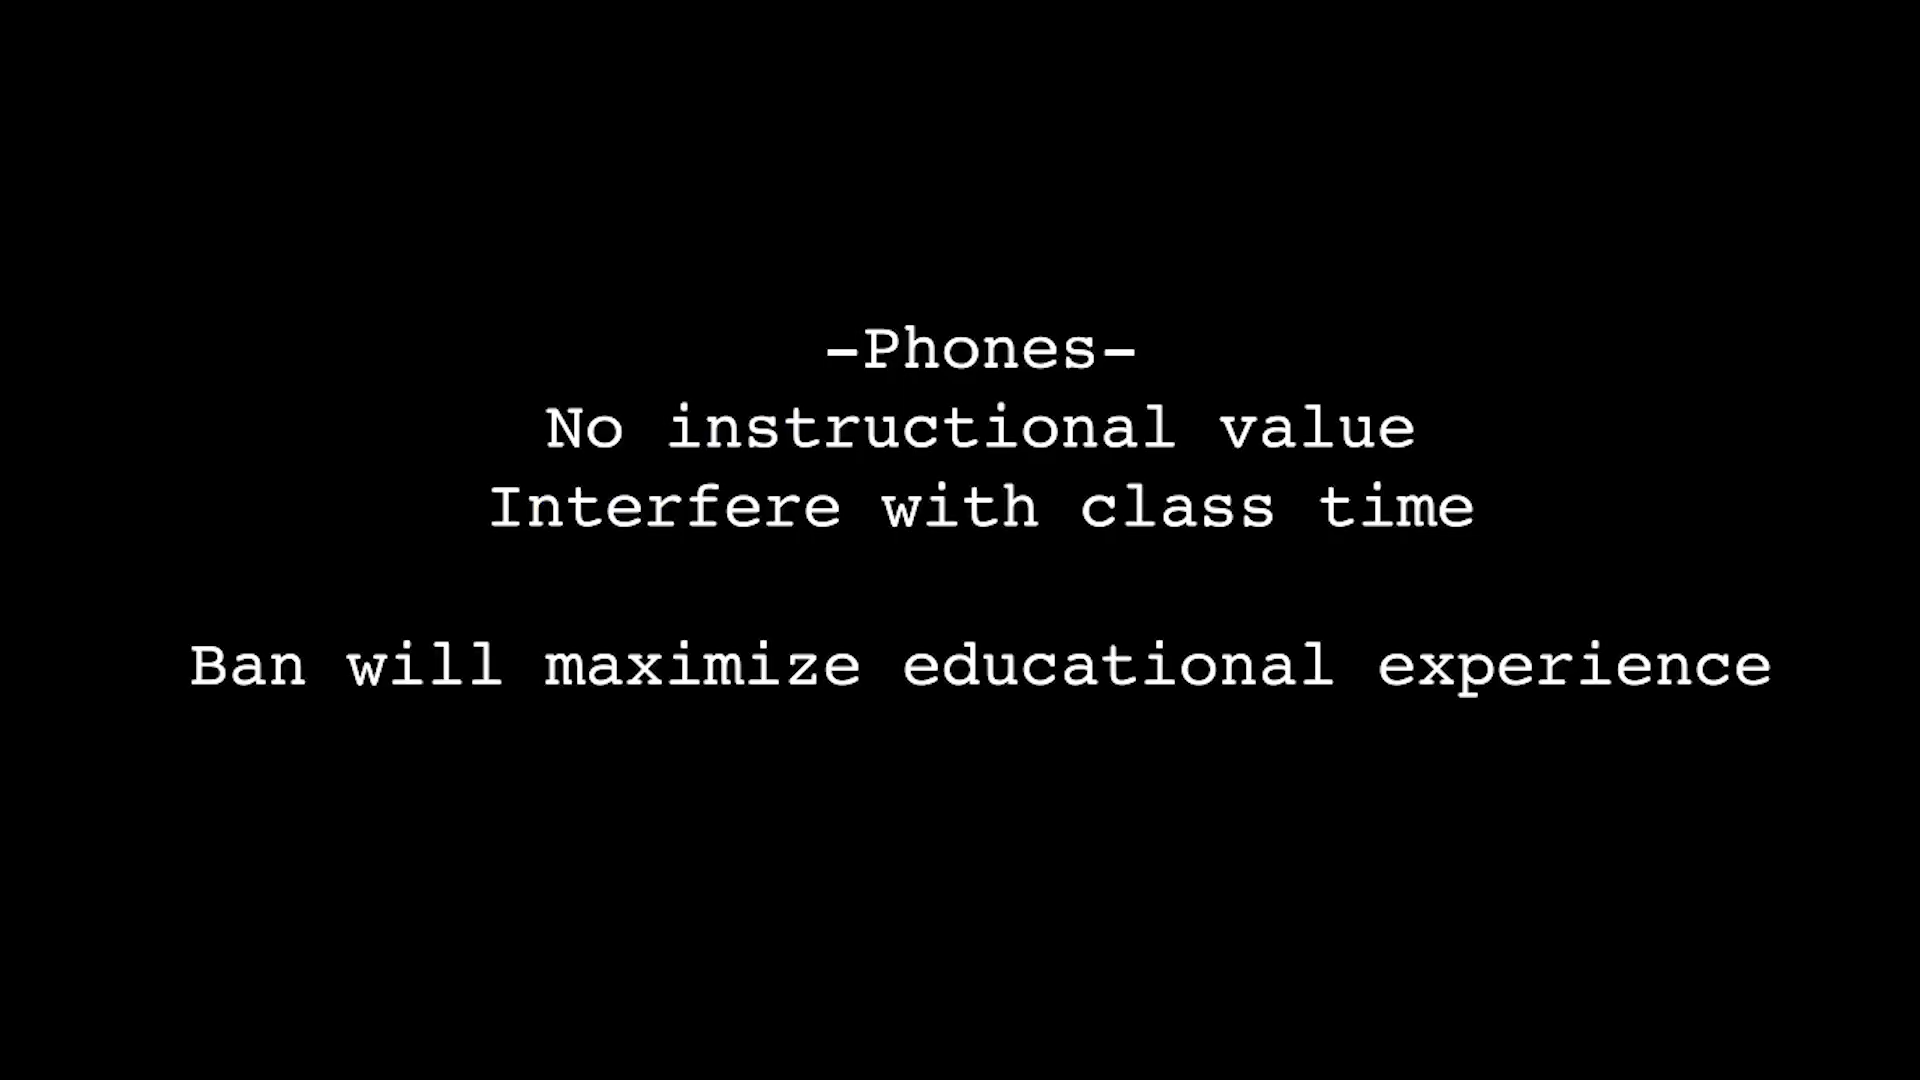 -Phones-
No instructional value
Interfere with class time
Ban will maximize educational experience